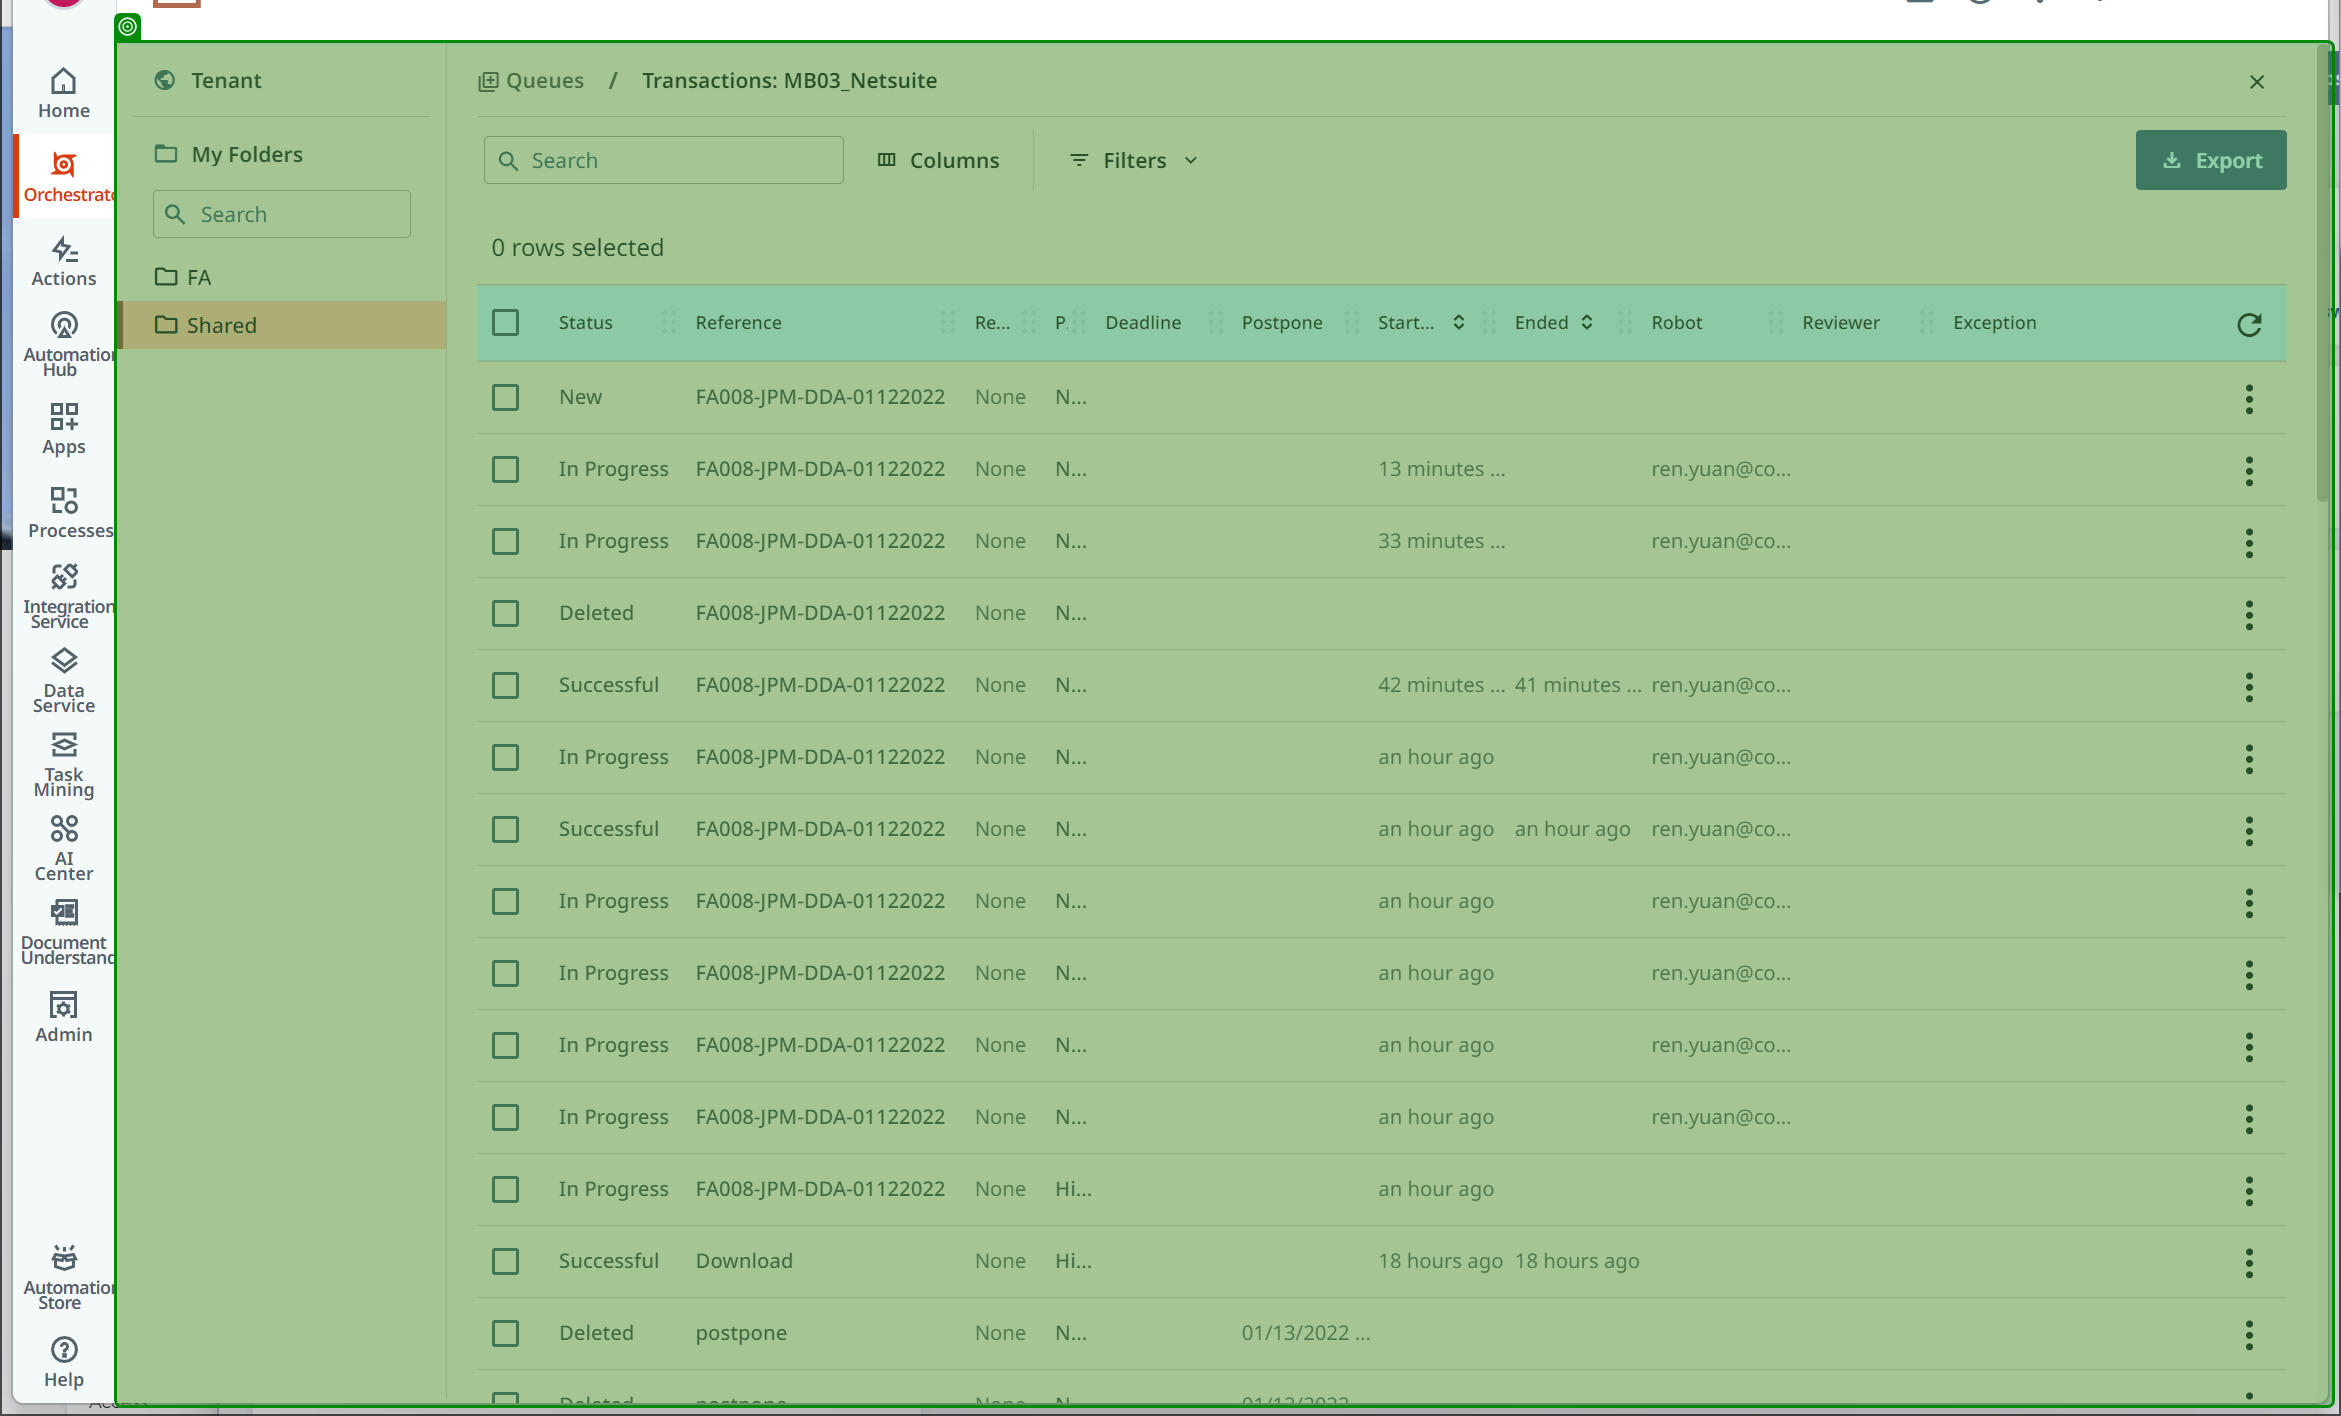 Home
Orchestrato
Actions
Automation
Hub
Apps
Processes
Integration
Service
Data
Service
Task
Mining
AI
Center
Document
Understand
Admin
Automation
Store
Help
Tenant
My Folders
Search
FA
Shared
Queues / Transactions: MB03_Netsuite
Search Columns Filters Export
0 rows selected
Status Reference Re... P. Deadline Postpone Start... Ended Robot Reviewer Exception
New FA008-JPM-DDA-01122022 None N...
In Progress FA008-JPM-DDA-01122022 None N... 13 minutes ... ren.yuan@co...
In Progress FA008-JPM-DDA-01122022 None N... 33 minutes ... ren.yuan@co...
Deleted FA008-JPM-DDA-01122022 None N...
Successful FA008-JPM-DDA-01122022 None N... 42 minutes ... 41 minutes ... ren.yuan@co...
In Progress FA008-JPM-DDA-01122022 None N... an hour ago ren.yuan@co...
Successful FA008-JPM-DDA-01122022 None N... an hour ago an hour ago ren.yuan@co...
In Progress FA008-JPM-DDA-01122022 None N... an hour ago ren.yuan@co...
In Progress FA008-JPM-DDA-01122022 None N... an hour ago ren.yuan@co...
In Progress FA008-JPM-DDA-01122022 None N... an hour ago ren.yuan@co...
In Progress FA008-JPM-DDA-01122022 None N... an hour ago ren.yuan@co...
In Progress FA008-JPM-DDA-01122022 None Hi... an hour ago
Successful Download None Hi... 18 hours ago 18 hours ago
Deleted postpone None N... 01/13/2022 ...
Deleted postpone None N... 01/13/2022